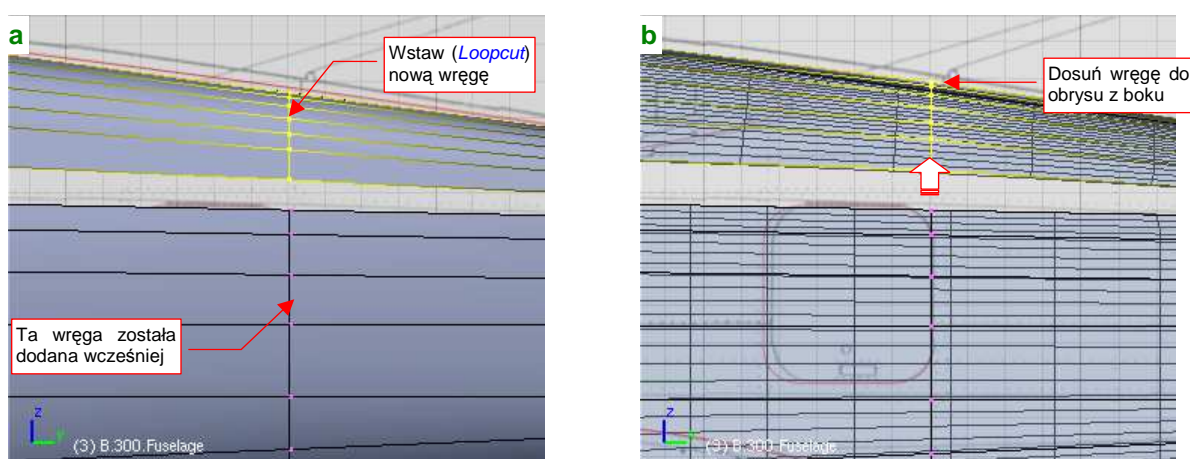 a
Wstaw (Loopcut)
nową wręgę
Ta wręga została
dodana wcześniej
z
y
(3) B.300.Fuselage
b
Dosuń wręgę do
obrysu z boku
z
(3) B.300.Fuselage